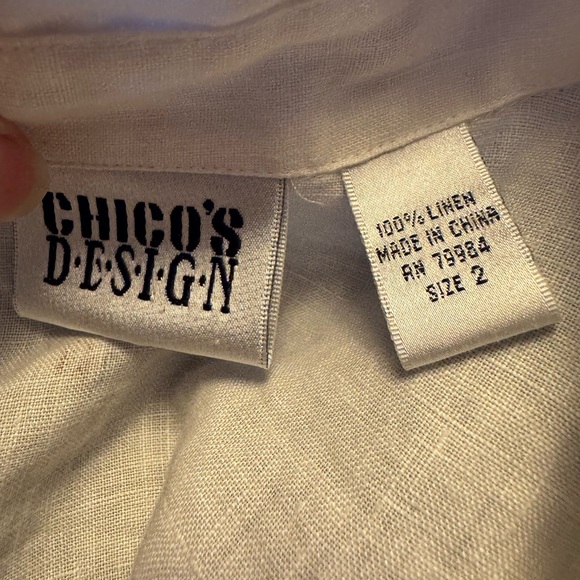 CHICO'S
D·E·S·I·G·N
100% LINEN
MADE IN CHINA
RN 79984
SIZE 2